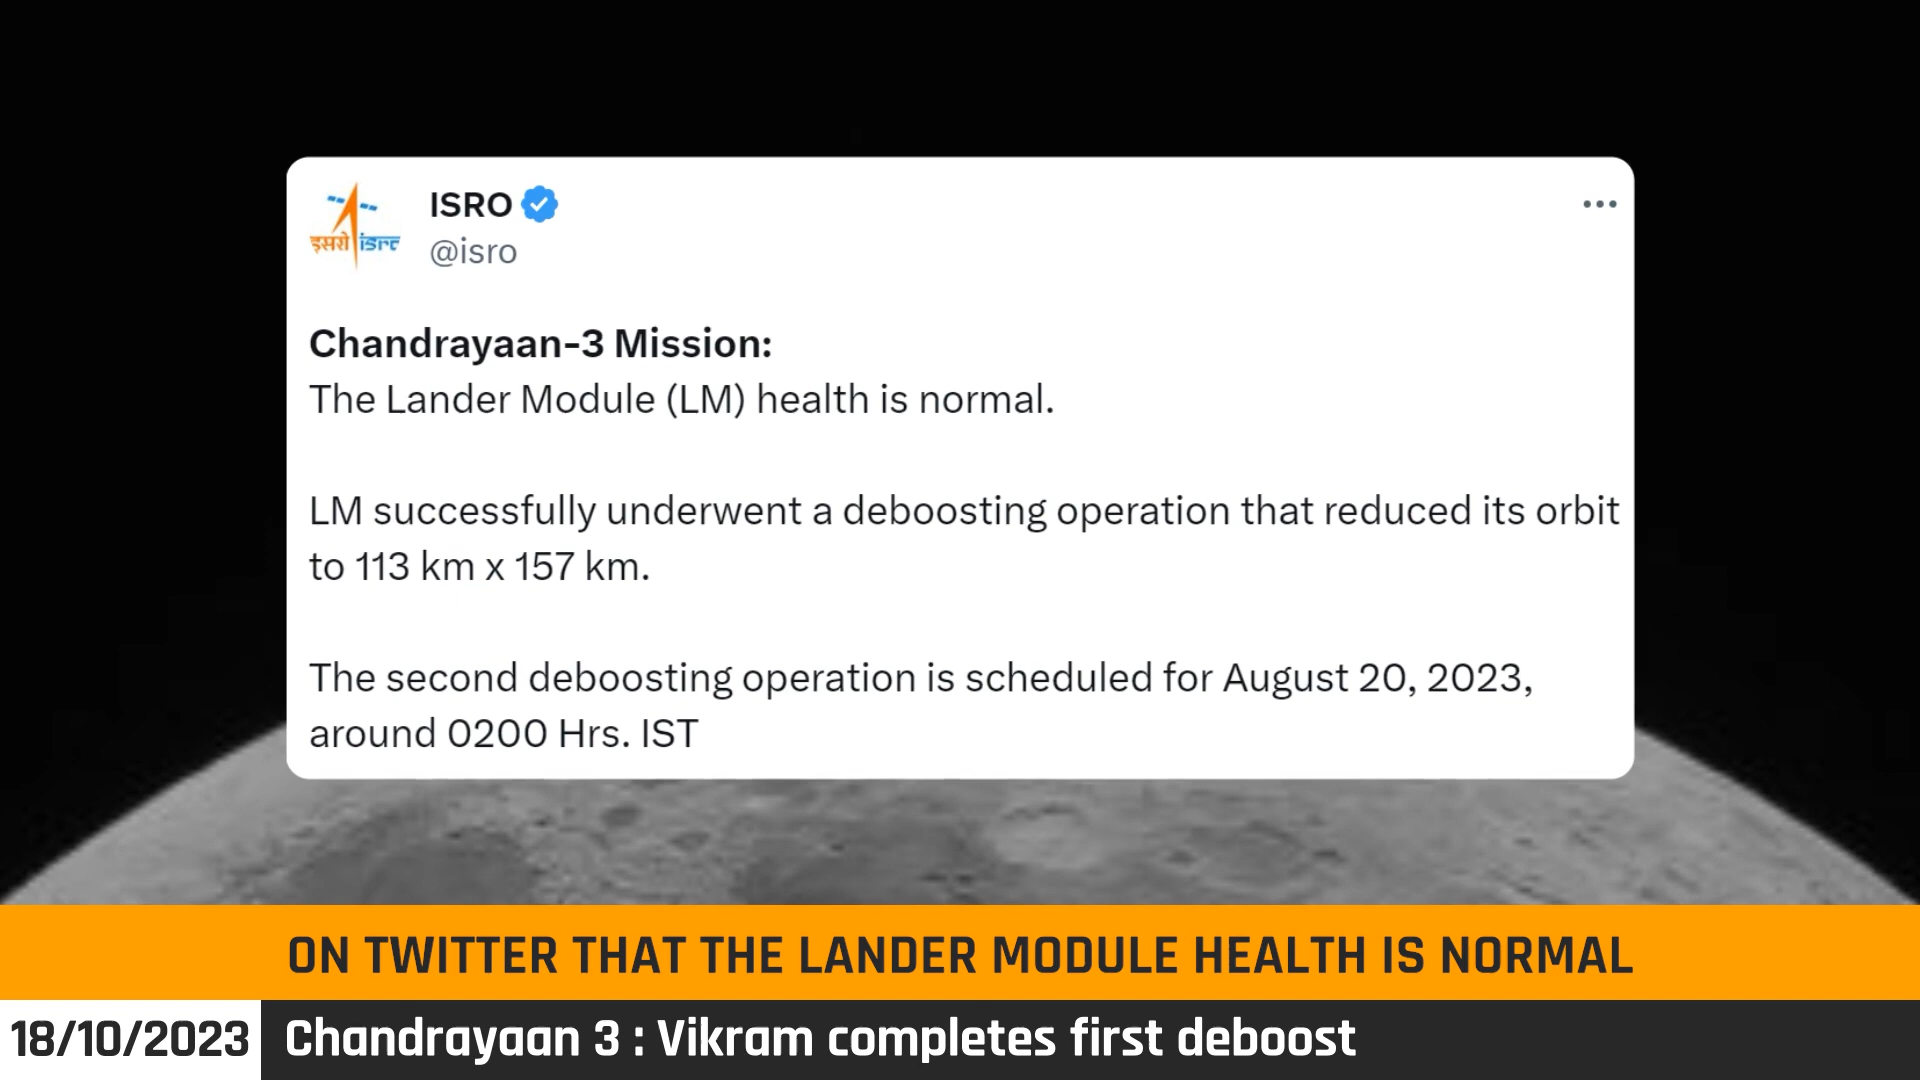 इसरो isro
ISRO
@isro
Chandrayaan-3 Mission:
The Lander Module (LM) health is normal.
LM successfully underwent a deboosting operation that reduced its orbit
to 113 km x 157 km.
The second deboosting operation is scheduled for August 20, 2023,
around 0200 Hrs. IST
ON TWITTER THAT THE LANDER MODULE HEALTH IS NORMAL
18/10/2023 Chandrayaan 3 : Vikram completes first deboost